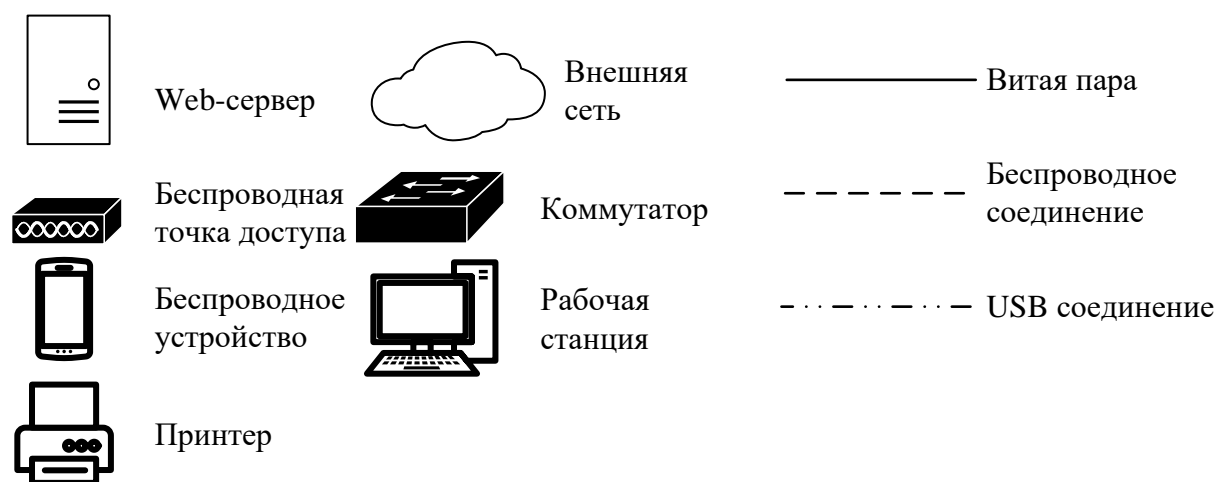 Web-сервер
Внешняя
сеть
Витая пара
Беспроводная
точка доступа
Коммутатор
Беспроводное
соединение
Беспроводное
устройство
Рабочая
станция
USB соединение
Принтер